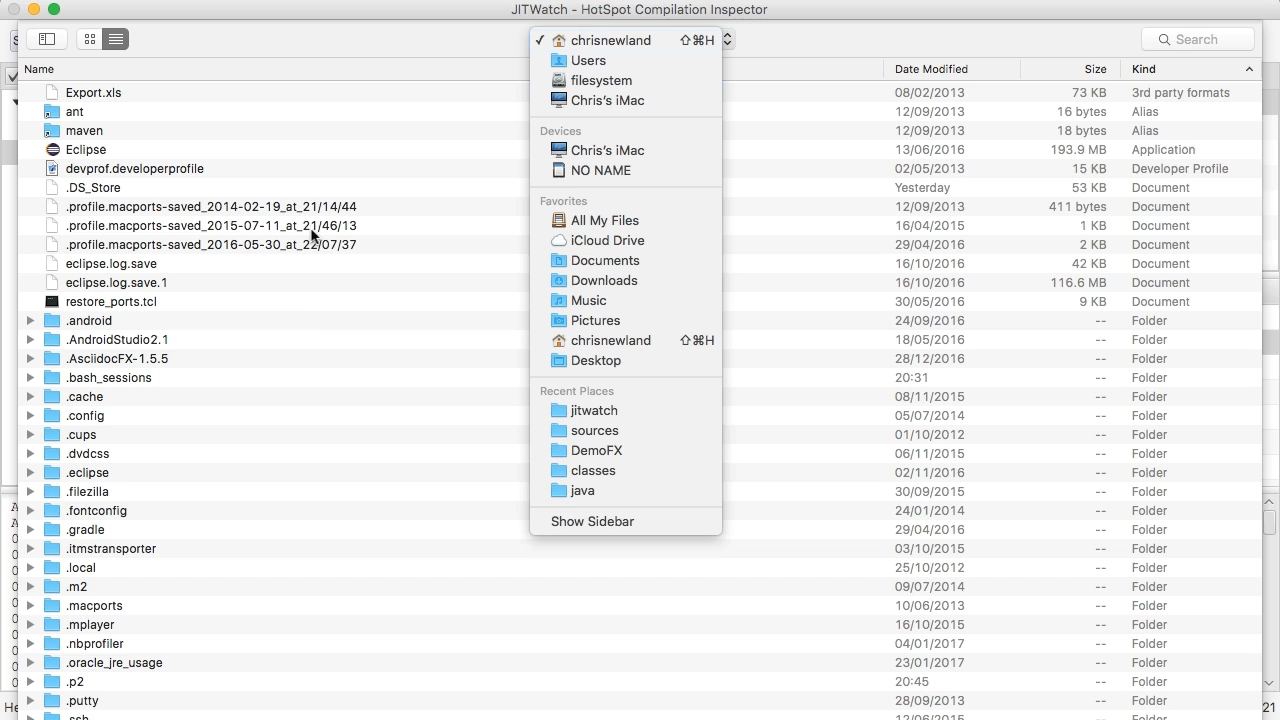 JITWatch - HotSpot Compilation Inspector
Search
Name Date Modified Size Kind
Export.xls 08/02/2013 73 KB 3rd party formats
ant 12/09/2013 16 bytes Alias
maven 12/09/2013 18 bytes Alias
Eclipse 13/06/2016 193.9 MB Application
devprof.developerprofile 02/05/2013 15 KB Developer Profile
.DS_Store Yesterday 53 KB Document
.profile.macports-saved_2014-02-19_at_21/14/44 12/09/2013 411 bytes Document
.profile.macports-saved_2015-07-11_at_21/46/13 16/04/2015 1 KB Document
.profile.macports-saved_2016-05-30_at_22/07/37 29/04/2016 2 KB Document
eclipse.log.save 16/10/2016 42 KB Document
eclipse.log.save.1 16/10/2016 116.6 MB Document
restore_ports.tcl 30/05/2016 9 KB Document
.android 24/09/2016 -- Folder
.AndroidStudio2.1 18/05/2016 -- Folder
.AsciidocFX-1.5.5 28/12/2016 -- Folder
.bash_sessions 20:31 -- Folder
.cache 08/11/2015 -- Folder
.config 05/07/2014 -- Folder
.cups 01/10/2012 -- Folder
.dvdcss 06/11/2015 -- Folder
.eclipse 02/11/2016 -- Folder
.filezilla 30/09/2015 -- Folder
.fontconfig 24/01/2014 -- Folder
.gradle 29/04/2016 -- Folder
.itmstransporter 03/10/2015 -- Folder
.local 25/10/2012 -- Folder
.m2 09/07/2014 -- Folder
.macports 10/06/2013 -- Folder
.mplayer 16/10/2015 -- Folder
.nbprofiler 04/01/2017 -- Folder
.oracle_jre_usage 23/01/2017 -- Folder
.p2 20:45 -- Folder
.putty 28/09/2013 -- Folder
.ssh 12/06/2015 -- Folder
✓ chrisnewland ⇧⌘H
Users
filesystem
Chris's iMac
Devices
Chris's iMac
NO NAME
Favorites
All My Files
iCloud Drive
Documents
Downloads
Music
Pictures
chrisnewland ⇧⌘H
Desktop
Recent Places
jitwatch
sources
DemoFX
classes
java
Show Sidebar
He
21